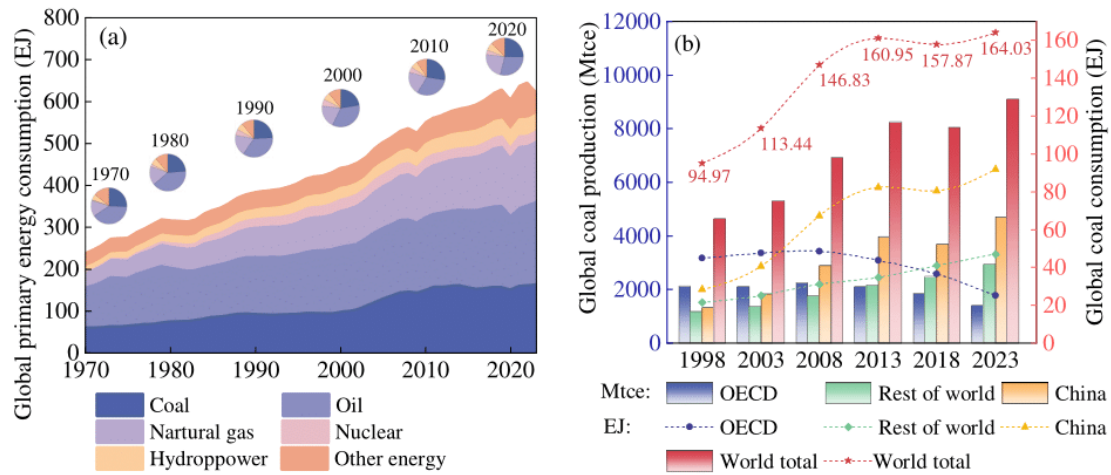 (a)
Global primary energy consumption (EJ)
800
700
600
500
400
300
200
100
0
1970
1980
1990
2000
2010
2020
1970
1980
1990
2000
2010
2020
Coal
Oil
Nartural gas
Nuclear
Hydroppower
Other energy
(b)
Global coal production (Mtce)
12000
10000
8000
6000
4000
2000
0
Global coal consumption (EJ)
160
140
120
100
80
60
40
20
0
94.97
113.44
146.83
160.95
157.87
164.03
1998
2003
2008
2013
2018
2023
Mtce:
OECD
Rest of world
China
EJ:
OECD
Rest of world
China
World total
World total